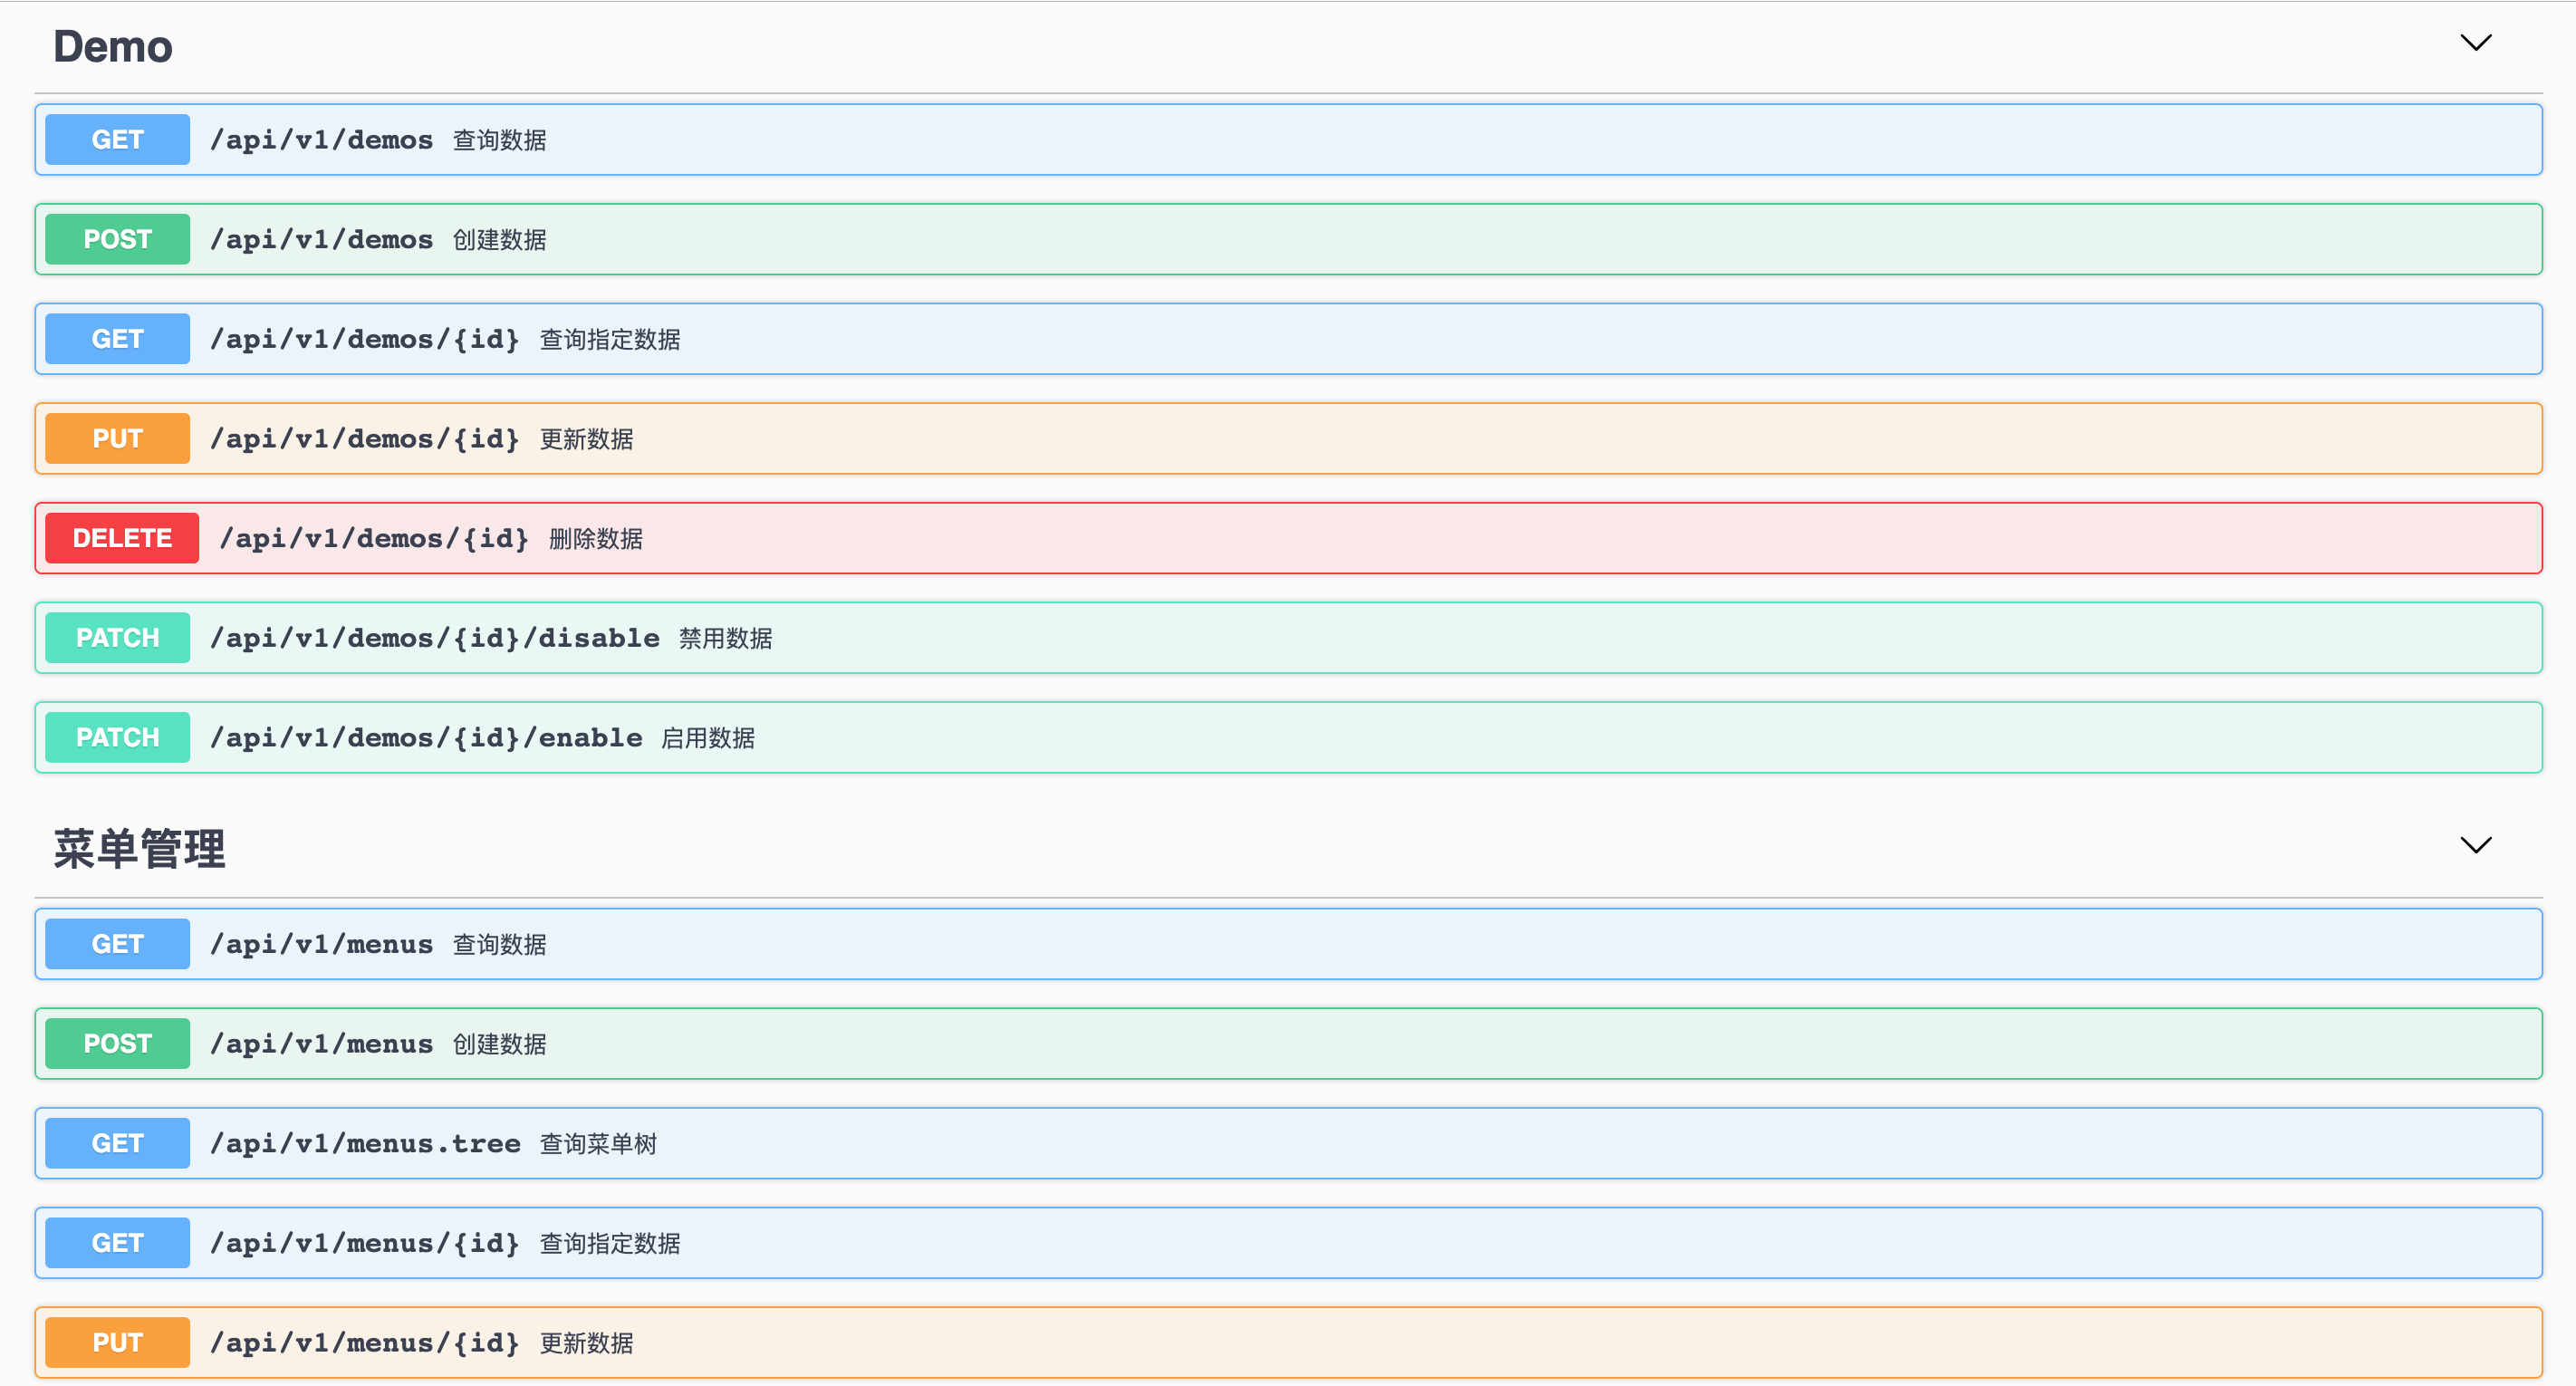 Demo
GET /api/v1/demos 查询数据
POST /api/v1/demos 创建数据
GET /api/v1/demos/{id} 查询指定数据
PUT /api/v1/demos/{id} 更新数据
DELETE /api/v1/demos/{id} 删除数据
PATCH /api/v1/demos/{id}/disable 禁用数据
PATCH /api/v1/demos/{id}/enable 启用数据
菜单管理
GET /api/v1/menus 查询数据
POST /api/v1/menus 创建数据
GET /api/v1/menus.tree 查询菜单树
GET /api/v1/menus/{id} 查询指定数据
PUT /api/v1/menus/{id} 更新数据